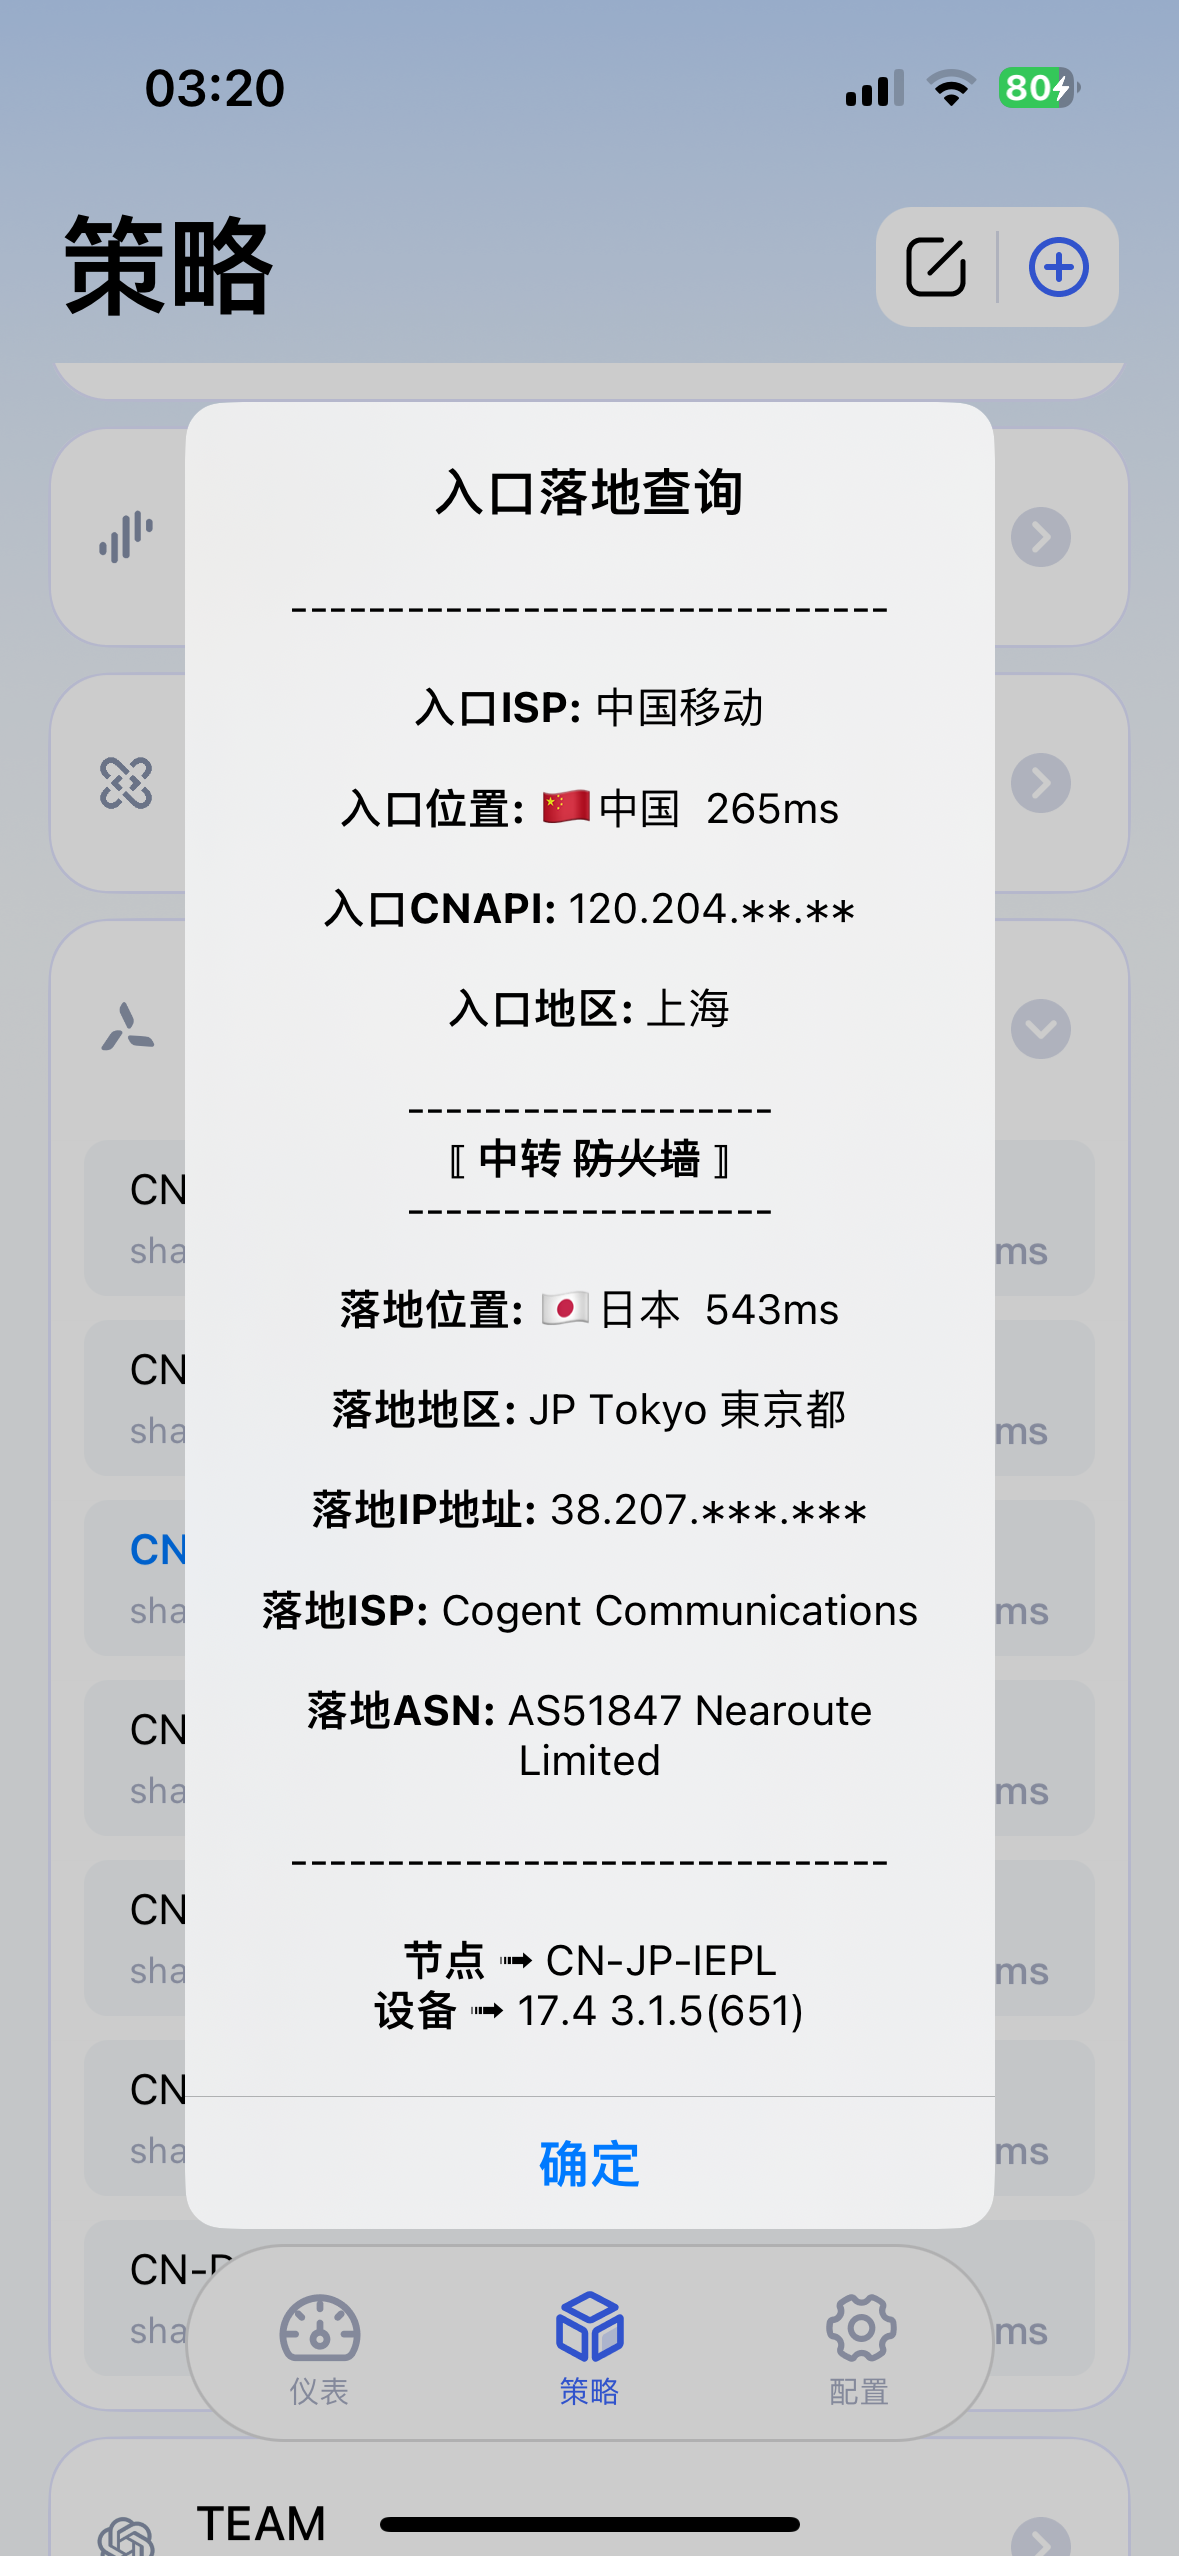 03:20
80
策略
入口落地查询
-------------------------------
入口ISP: 中国移动
入口位置: 🇨🇳中国 265ms
入口CNAPI: 120.204.**.**
入口地区: 上海
-------------------
〚 中转 防火墙 〛
-------------------
落地位置: 🇯🇵日本 543ms
落地地区: JP Tokyo 東京都
落地IP地址: 38.207.***.***
落地ISP: Cogent Communications
落地ASN: AS51847 Nearoute
Limited
-------------------------------
节点 ➟ CN-JP-IEPL
设备 ➟ 17.4 3.1.5(651)
确定
CN
sha
ms
CN
sha
ms
CN
sha
ms
CN
sha
ms
CN
sha
ms
CN
sha
ms
CN-
sha
ms
仪表
策略
配置
TEAM